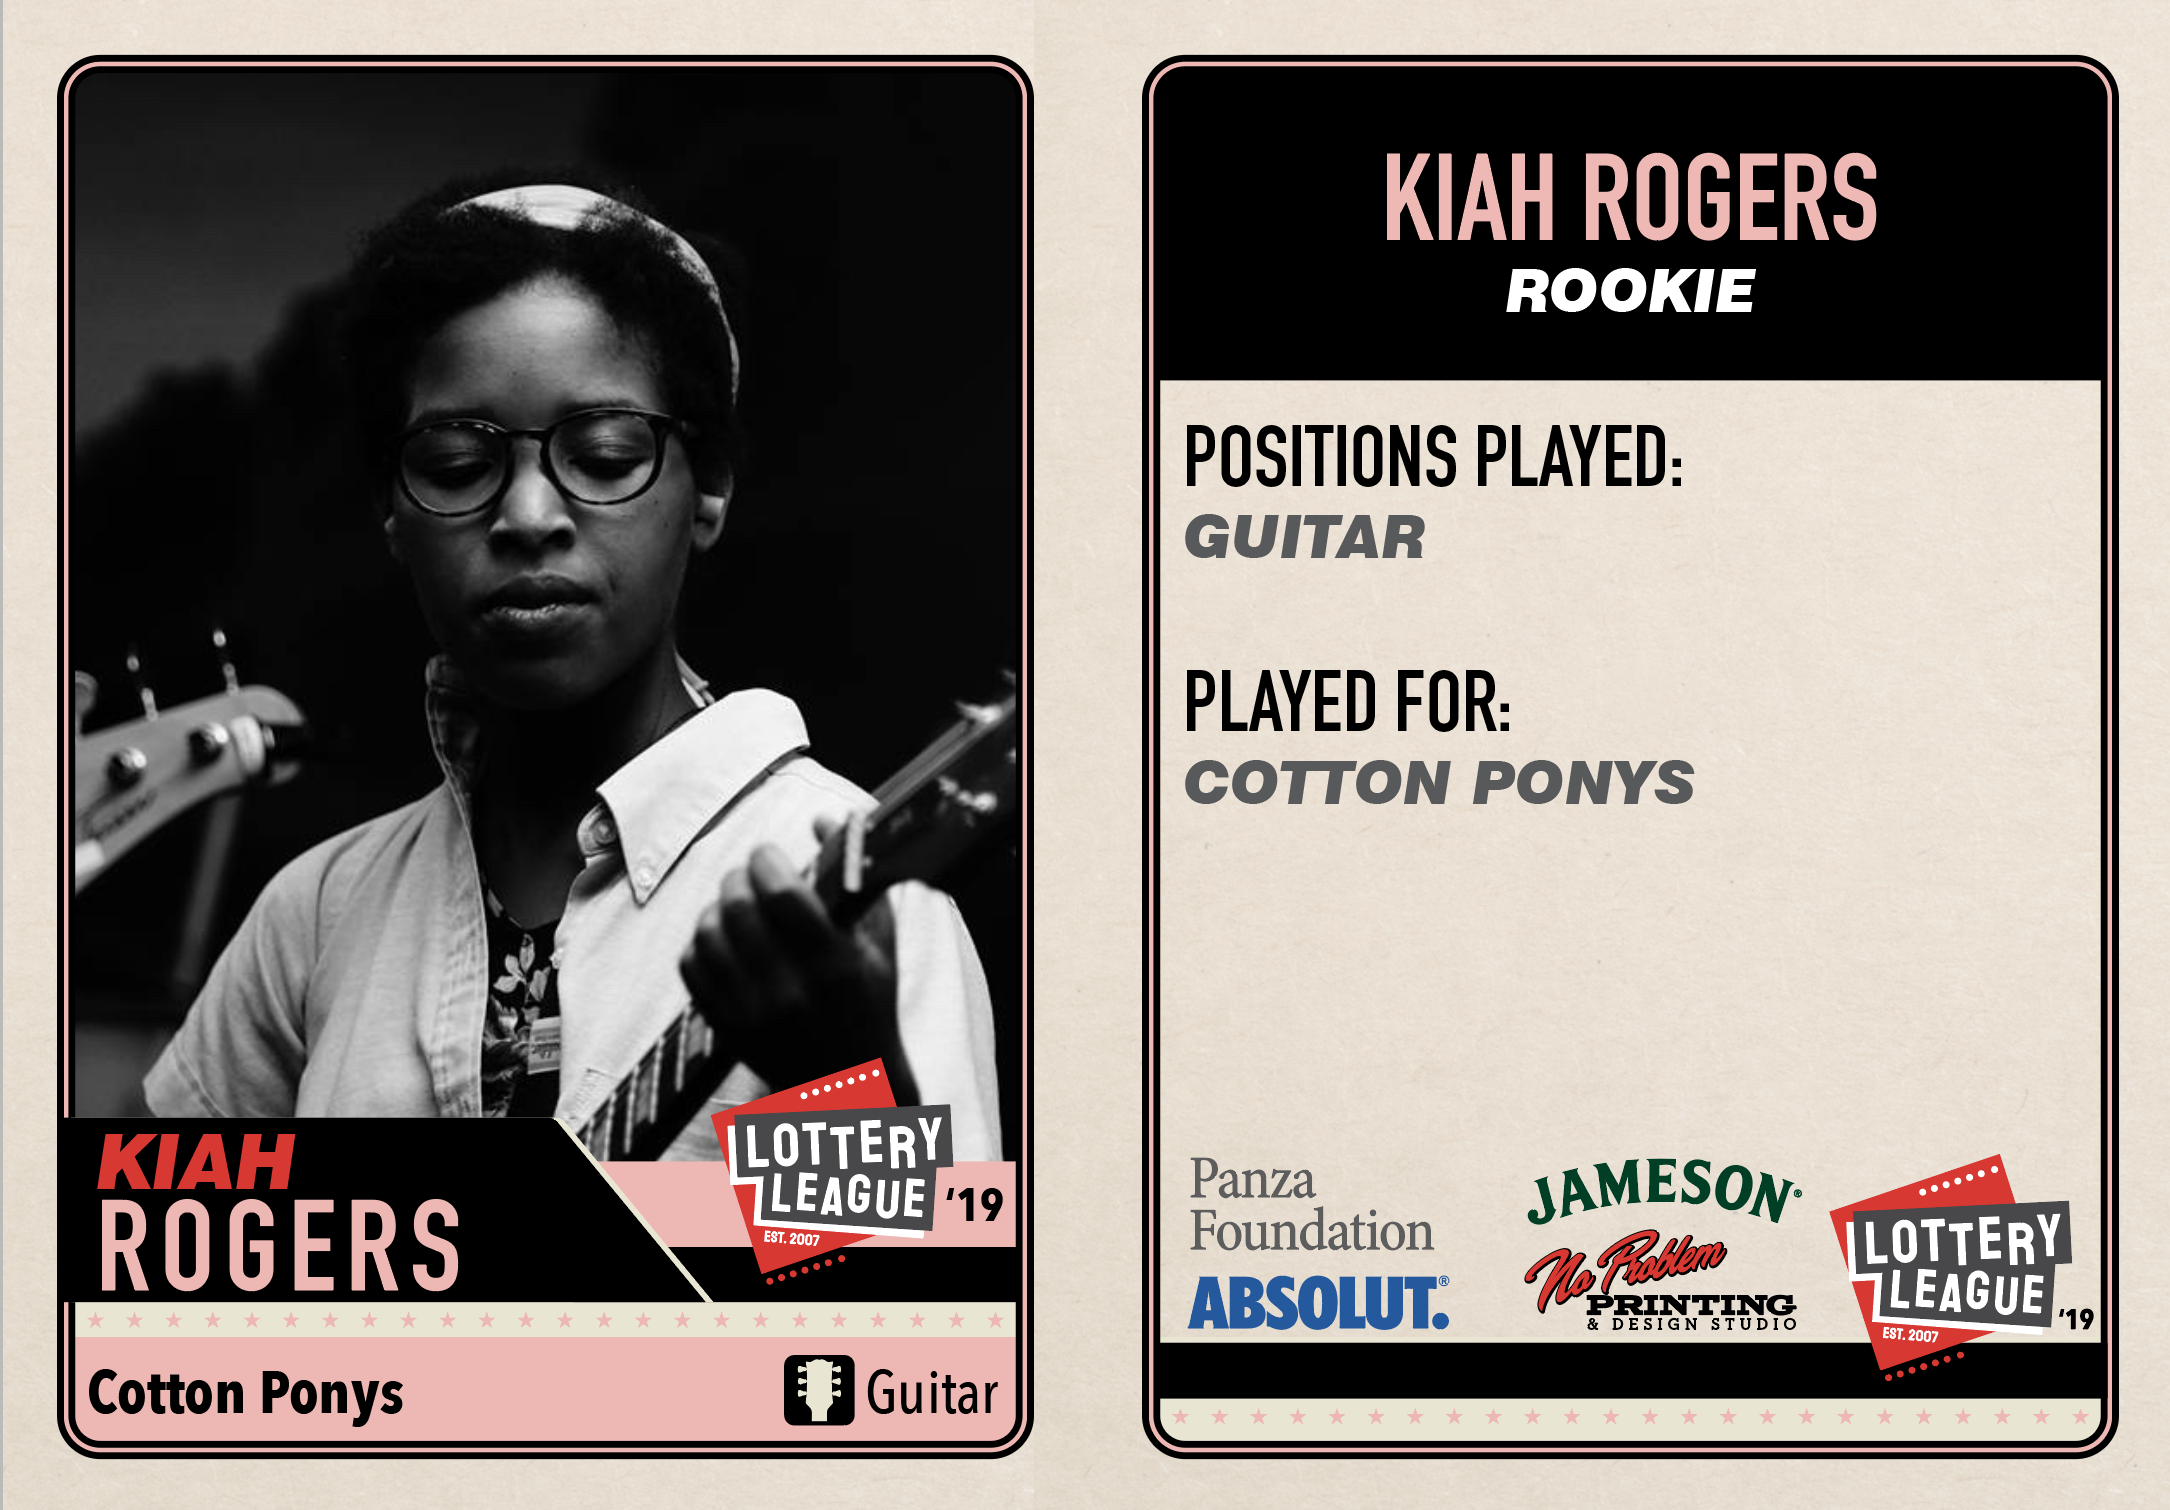 KIAH
ROGERS
LOTTERY
LEAGUE
'19
EST. 2007
Cotton Ponys
Guitar
KIAH ROGERS
ROOKIE
POSITIONS PLAYED:
GUITAR
PLAYED FOR:
COTTON PONYS
Panza
Foundation
ABSOLUT.®
JAMESON®
No Problem
PRINTING
& DESIGN STUDIO
LOTTERY
LEAGUE
'19
EST. 2007